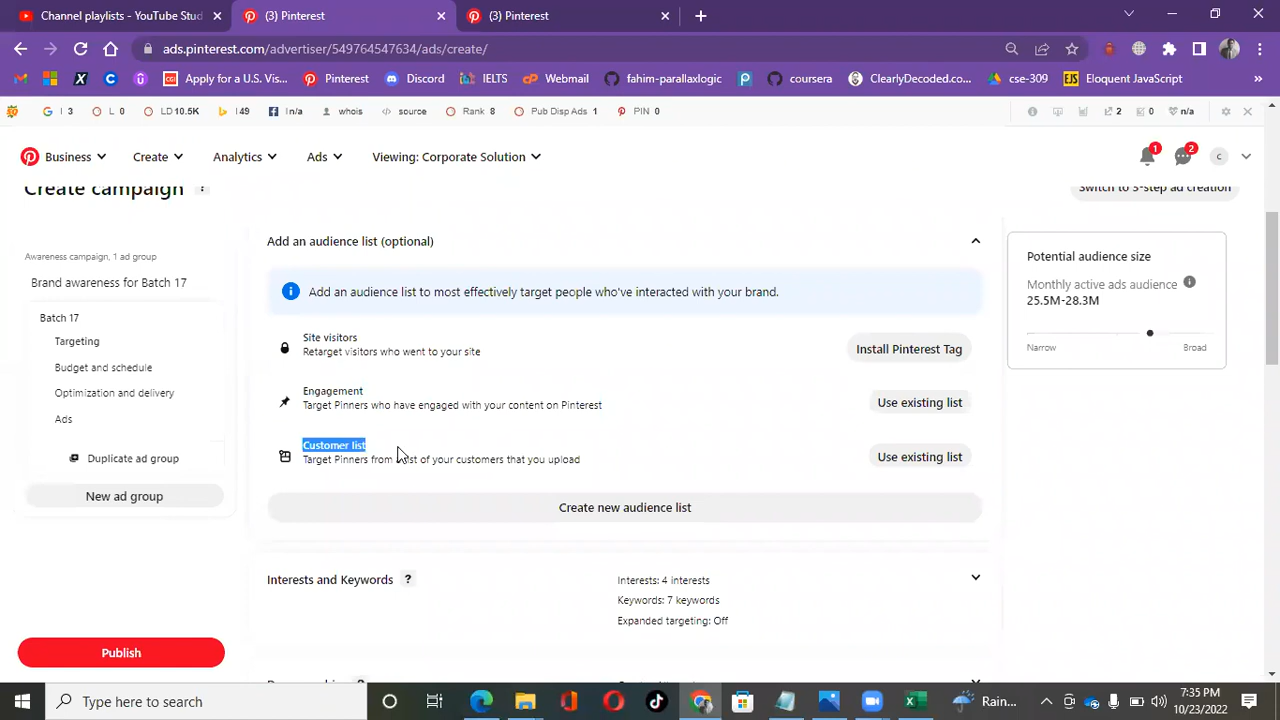 Channel playlists - YouTube Stud
(3) Pinterest
(3) Pinterest
ads.pinterest.com/advertiser/549764547634/ads/create/
Apply for a U.S. Vis...
Pinterest
Discord
IELTS
Webmail
fahim-parallaxlogic
coursera
ClearlyDecoded.co...
cse-309
EJS
Eloquent JavaScript
I 3
L 0
LD 10.5K
I 49
I n/a
whois
source
Rank 8
Pub Disp Ads 1
PIN 0
2
0
n/a
Business
Create
Analytics
Ads
Viewing: Corporate Solution
1
2
C
Create campaign
Switch to 3-step ad creation
Awareness campaign, 1 ad group
Brand awareness for Batch 17
Batch 17
Targeting
Budget and schedule
Optimization and delivery
Ads
Duplicate ad group
New ad group
Publish
Add an audience list (optional)
Add an audience list to most effectively target people who've interacted with your brand.
Site visitors
Retarget visitors who went to your site
Install Pinterest Tag
Engagement
Target Pinners who have engaged with your content on Pinterest
Use existing list
Customer list
Target Pinners from list of your customers that you upload
Use existing list
Create new audience list
Interests and Keywords ?
Interests: 4 interests
Keywords: 7 keywords
Expanded targeting: Off
Potential audience size
Monthly active ads audience
25.5M-28.3M
Narrow
Broad
Type here to search
Rain...
7:35 PM
10/23/2022